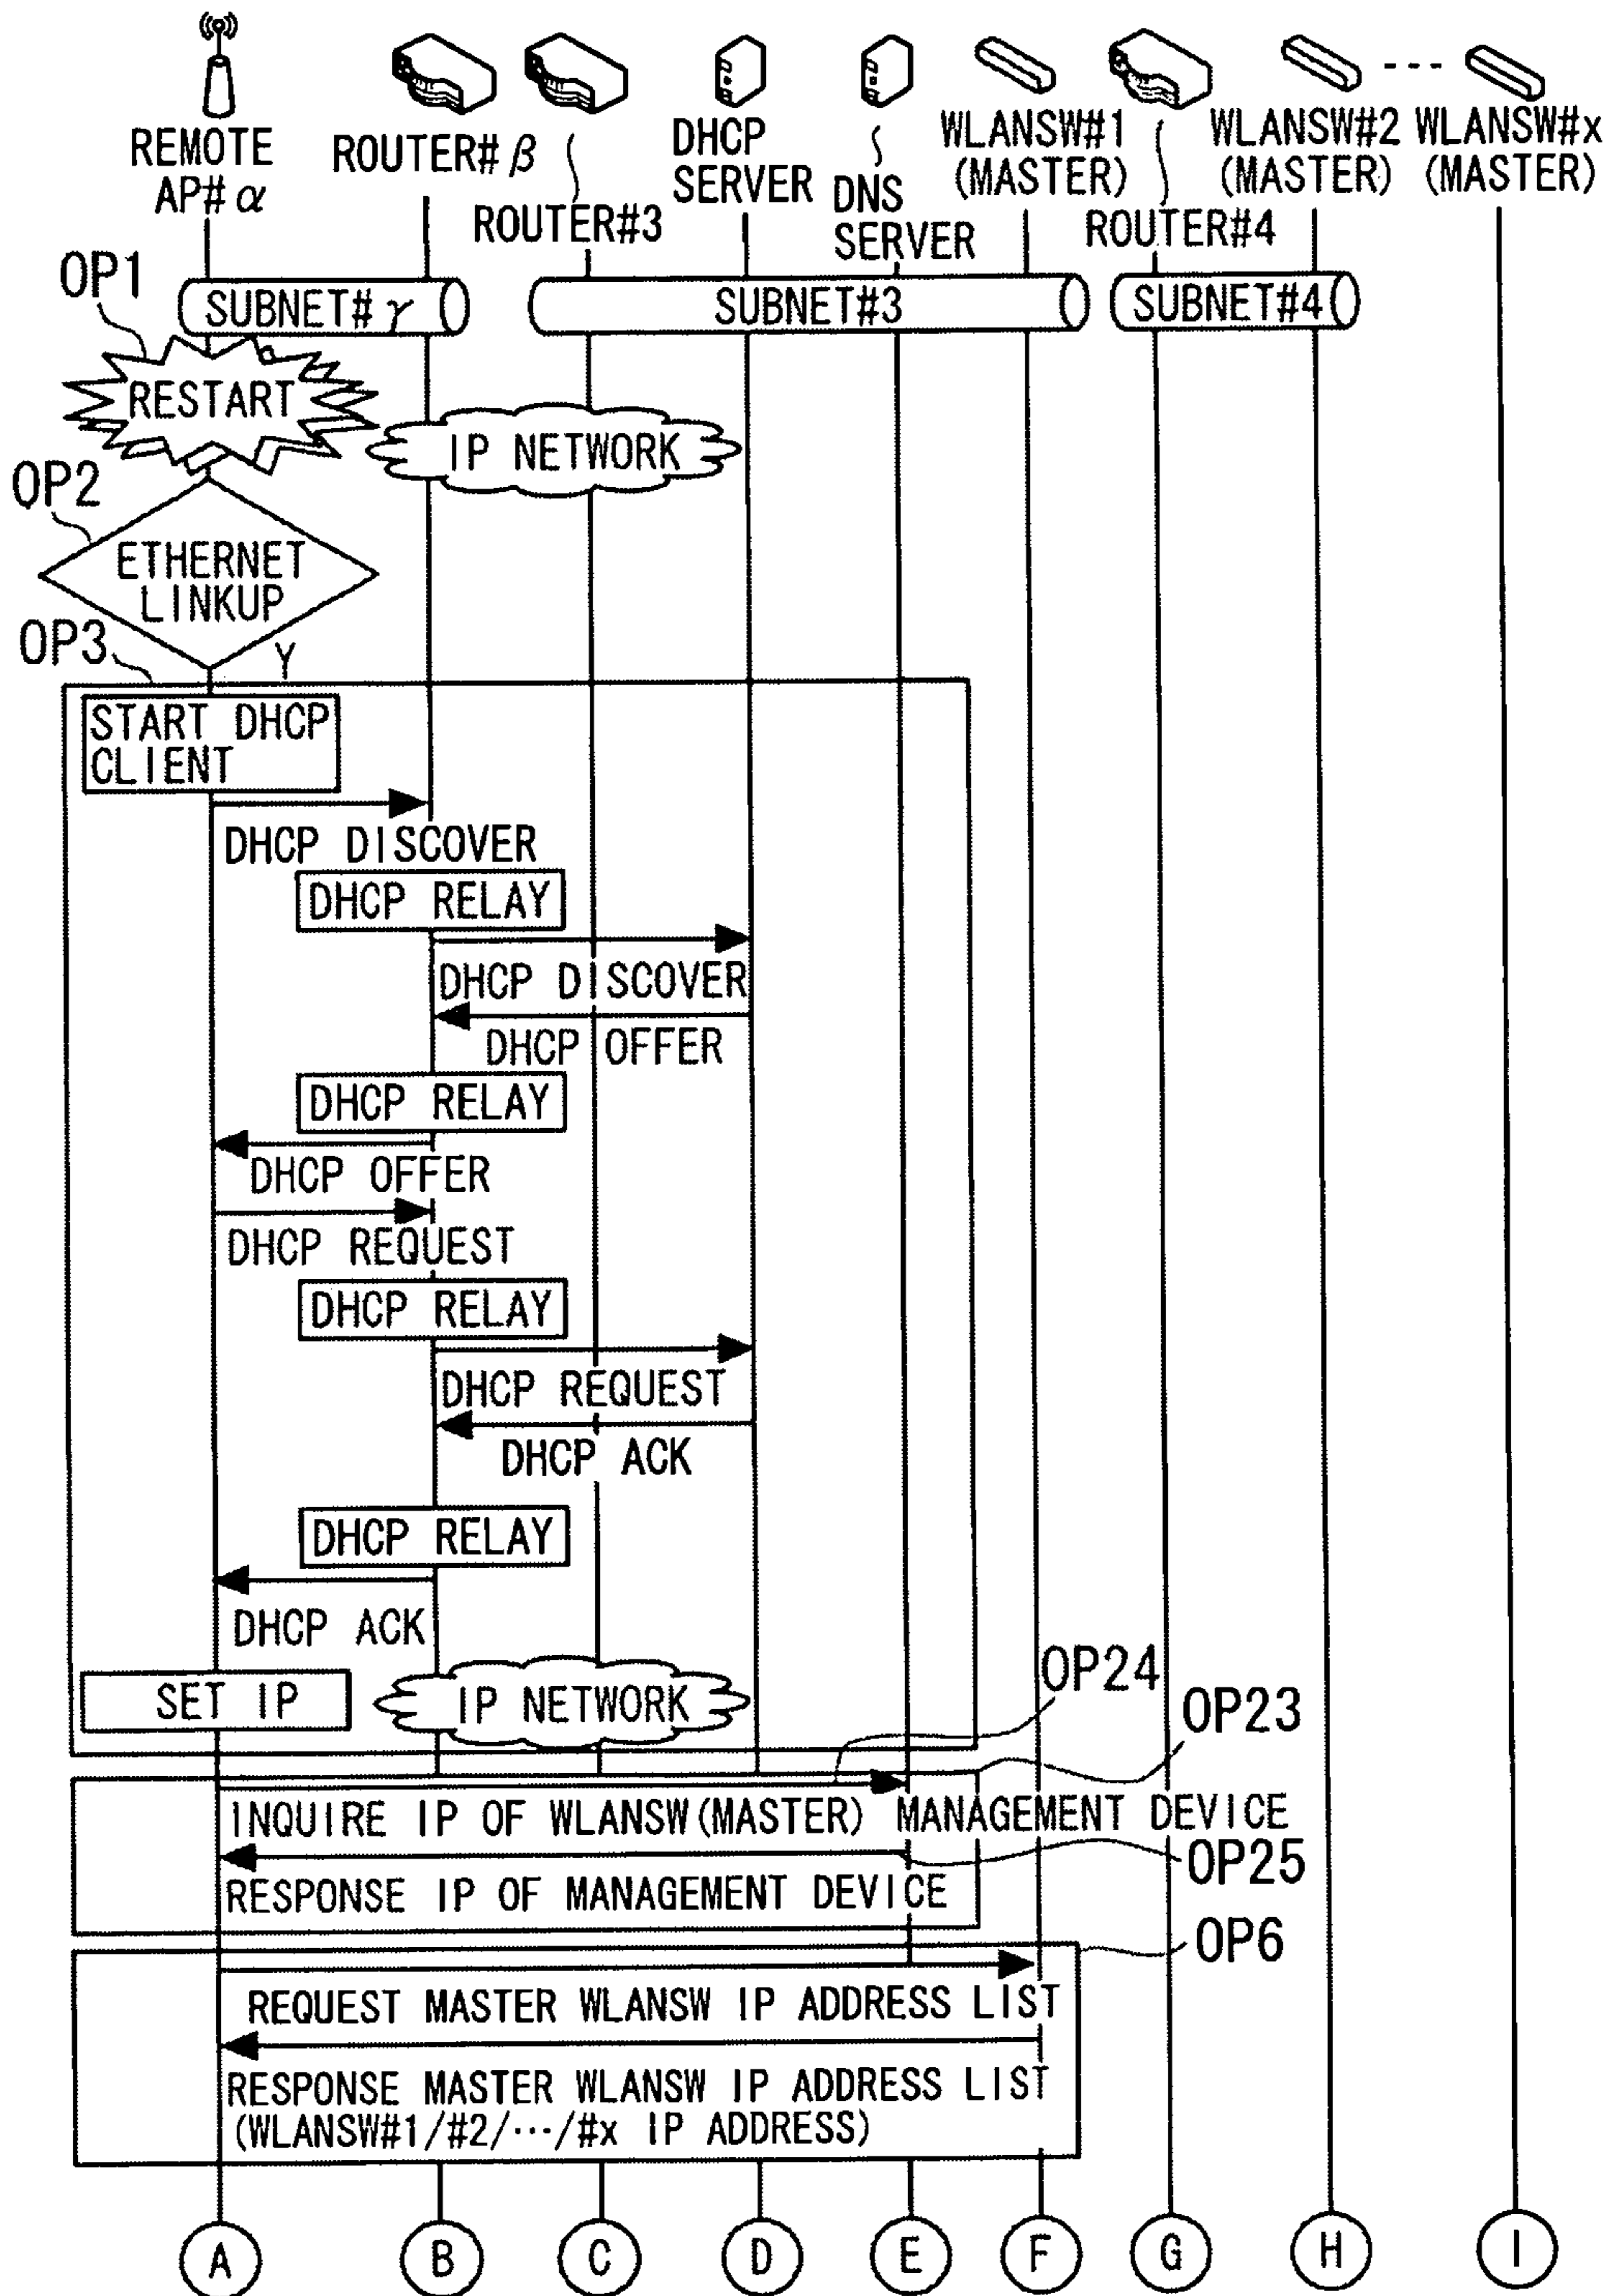 REMOTE
AP#α
ROUTER#β
ROUTER#3
DHCP
SERVER
DNS
SERVER
WLANSW#1
(MASTER)
ROUTER#4
WLANSW#2
(MASTER)
WLANSW#x
(MASTER)
OP1
SUBNET#γ
SUBNET#3
SUBNET#4
RESTART
IP NETWORK
OP2
ETHERNET
LINKUP
OP3
Y
START DHCP
CLIENT
DHCP DISCOVER
DHCP RELAY
DHCP DISCOVER
DHCP OFFER
DHCP RELAY
DHCP OFFER
DHCP REQUEST
DHCP RELAY
DHCP REQUEST
DHCP ACK
DHCP RELAY
DHCP ACK
SET IP
IP NETWORK
OP24
OP23
INQUIRE IP OF WLANSW(MASTER) MANAGEMENT DEVICE
OP25
RESPONSE IP OF MANAGEMENT DEVICE
OP6
REQUEST MASTER WLANSW IP ADDRESS LIST
RESPONSE MASTER WLANSW IP ADDRESS LIST
(WLANSW#1/#2/···/#x IP ADDRESS)
A
B
C
D
E
F
G
H
I